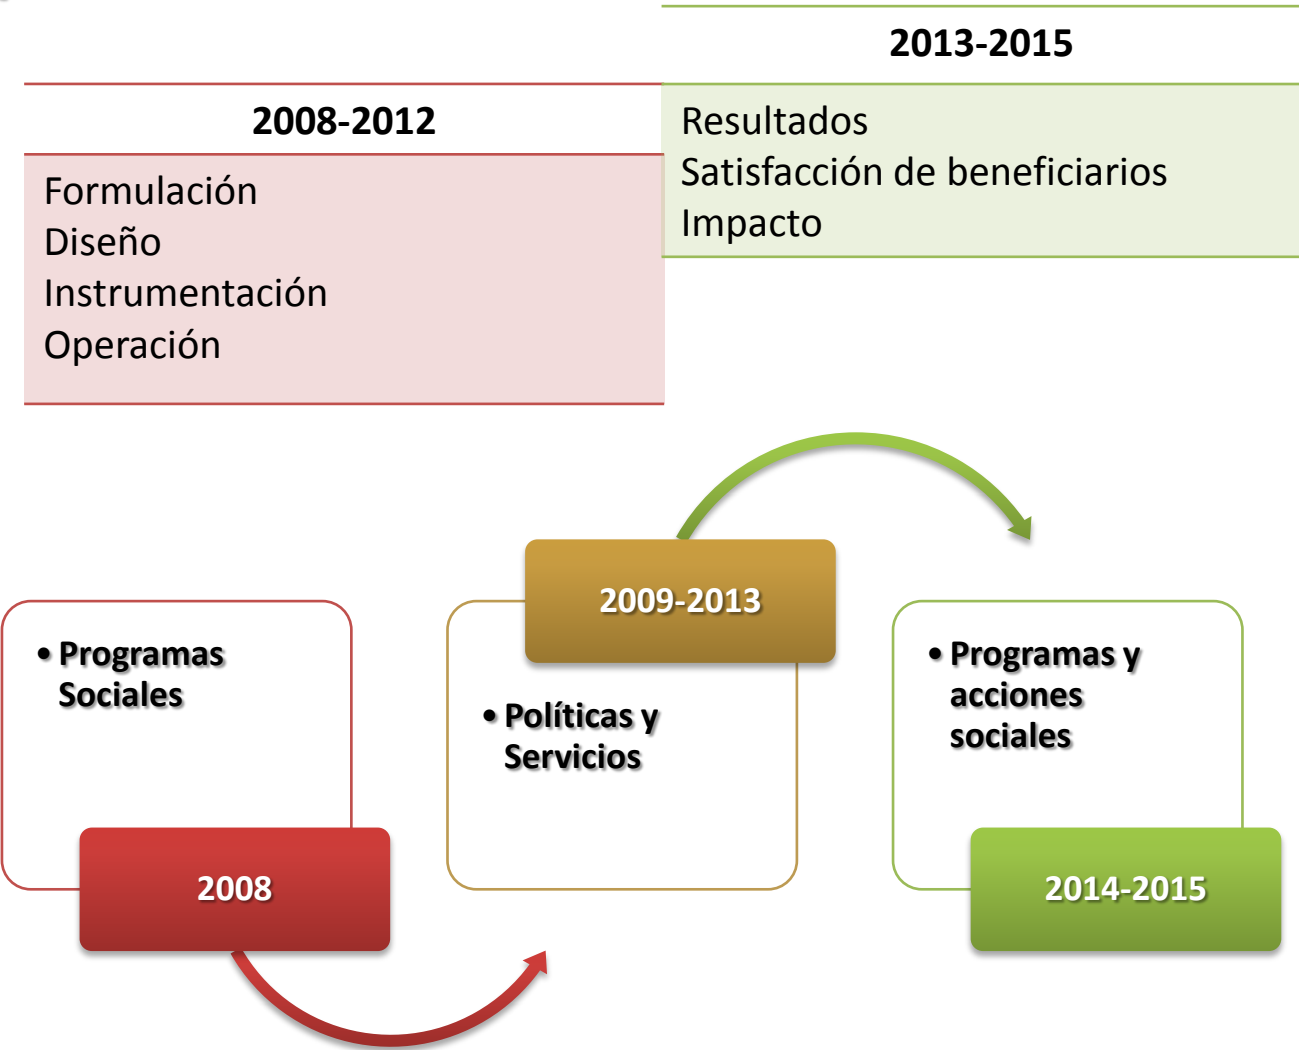 2008-2012
Formulación
Diseño
Instrumentación
Operación
2013-2015
Resultados
Satisfacción de beneficiarios
Impacto
• Programas
Sociales
2008
2009-2013
• Políticas y
Servicios
• Programas y
acciones
sociales
2014-2015